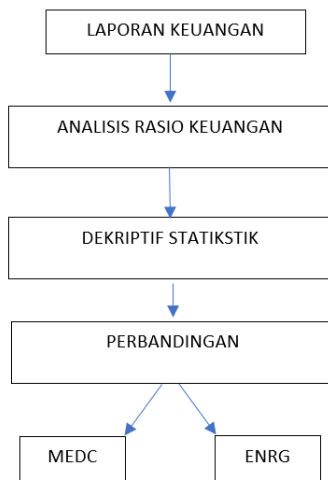 LAPORAN KEUANGAN
ANALISIS RASIO KEUANGAN
DEKRIPTIF STATIKSTIK
PERBANDINGAN
MEDC
ENRG